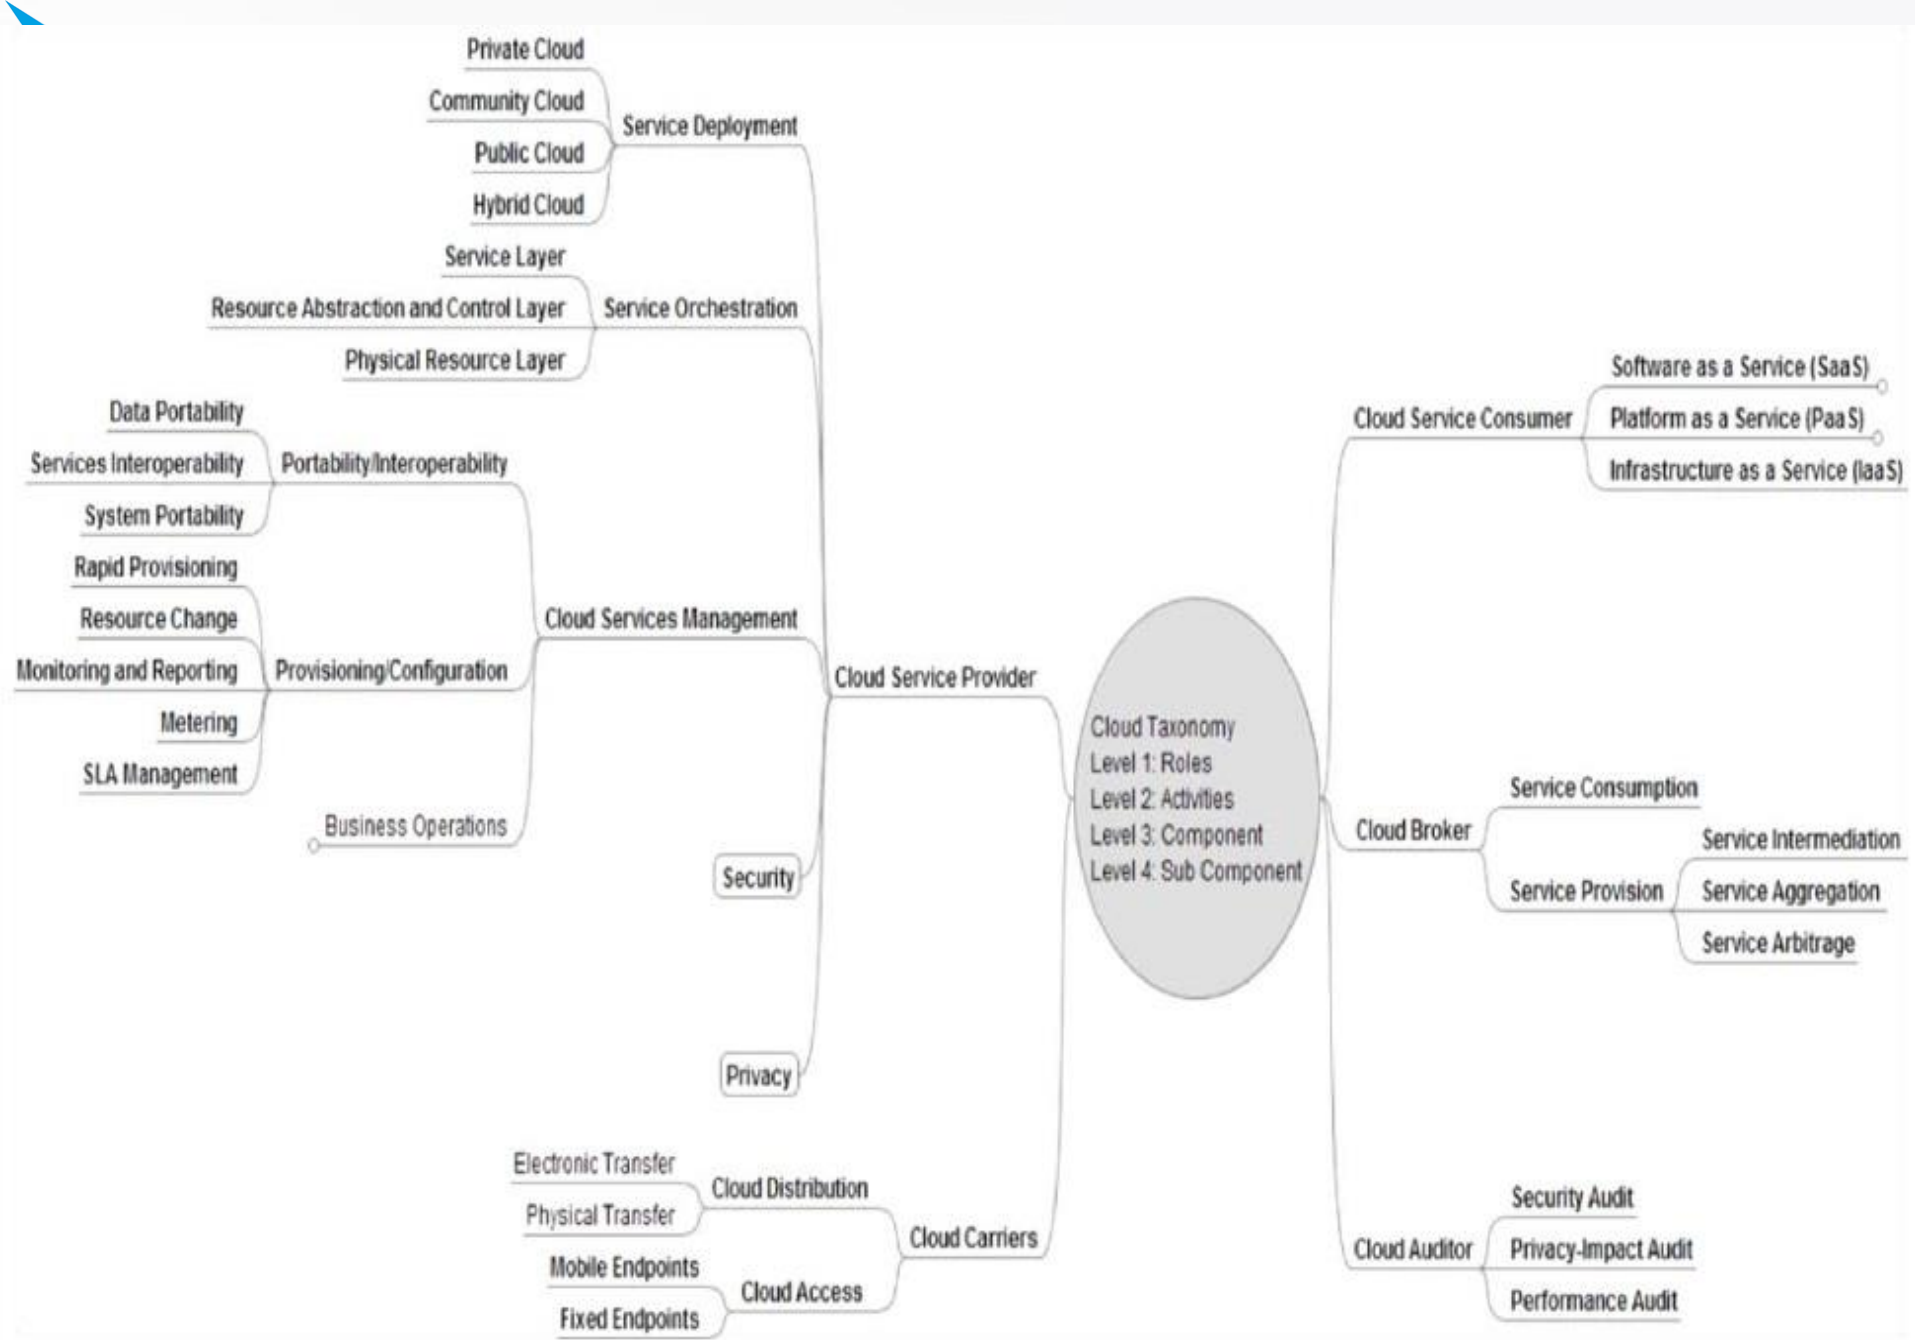 Private Cloud
Community Cloud
Public Cloud
Hybrid Cloud
Service Deployment
Service Layer
Resource Abstraction and Control Layer
Physical Resource Layer
Service Orchestration
Data Portability
Services Interoperability
System Portability
Portability/Interoperability
Rapid Provisioning
Resource Change
Monitoring and Reporting
Metering
SLA Management
Provisioning/Configuration
Business Operations
Cloud Services Management
Security
Privacy
Cloud Service Provider
Electronic Transfer
Physical Transfer
Cloud Distribution
Mobile Endpoints
Fixed Endpoints
Cloud Access
Cloud Carriers
Cloud Taxonomy
Level 1: Roles
Level 2: Activities
Level 3: Component
Level 4: Sub Component
Cloud Service Consumer
Software as a Service (SaaS)
Platform as a Service (PaaS)
Infrastructure as a Service (IaaS)
Cloud Broker
Service Consumption
Service Provision
Service Intermediation
Service Aggregation
Service Arbitrage
Cloud Auditor
Security Audit
Privacy-Impact Audit
Performance Audit